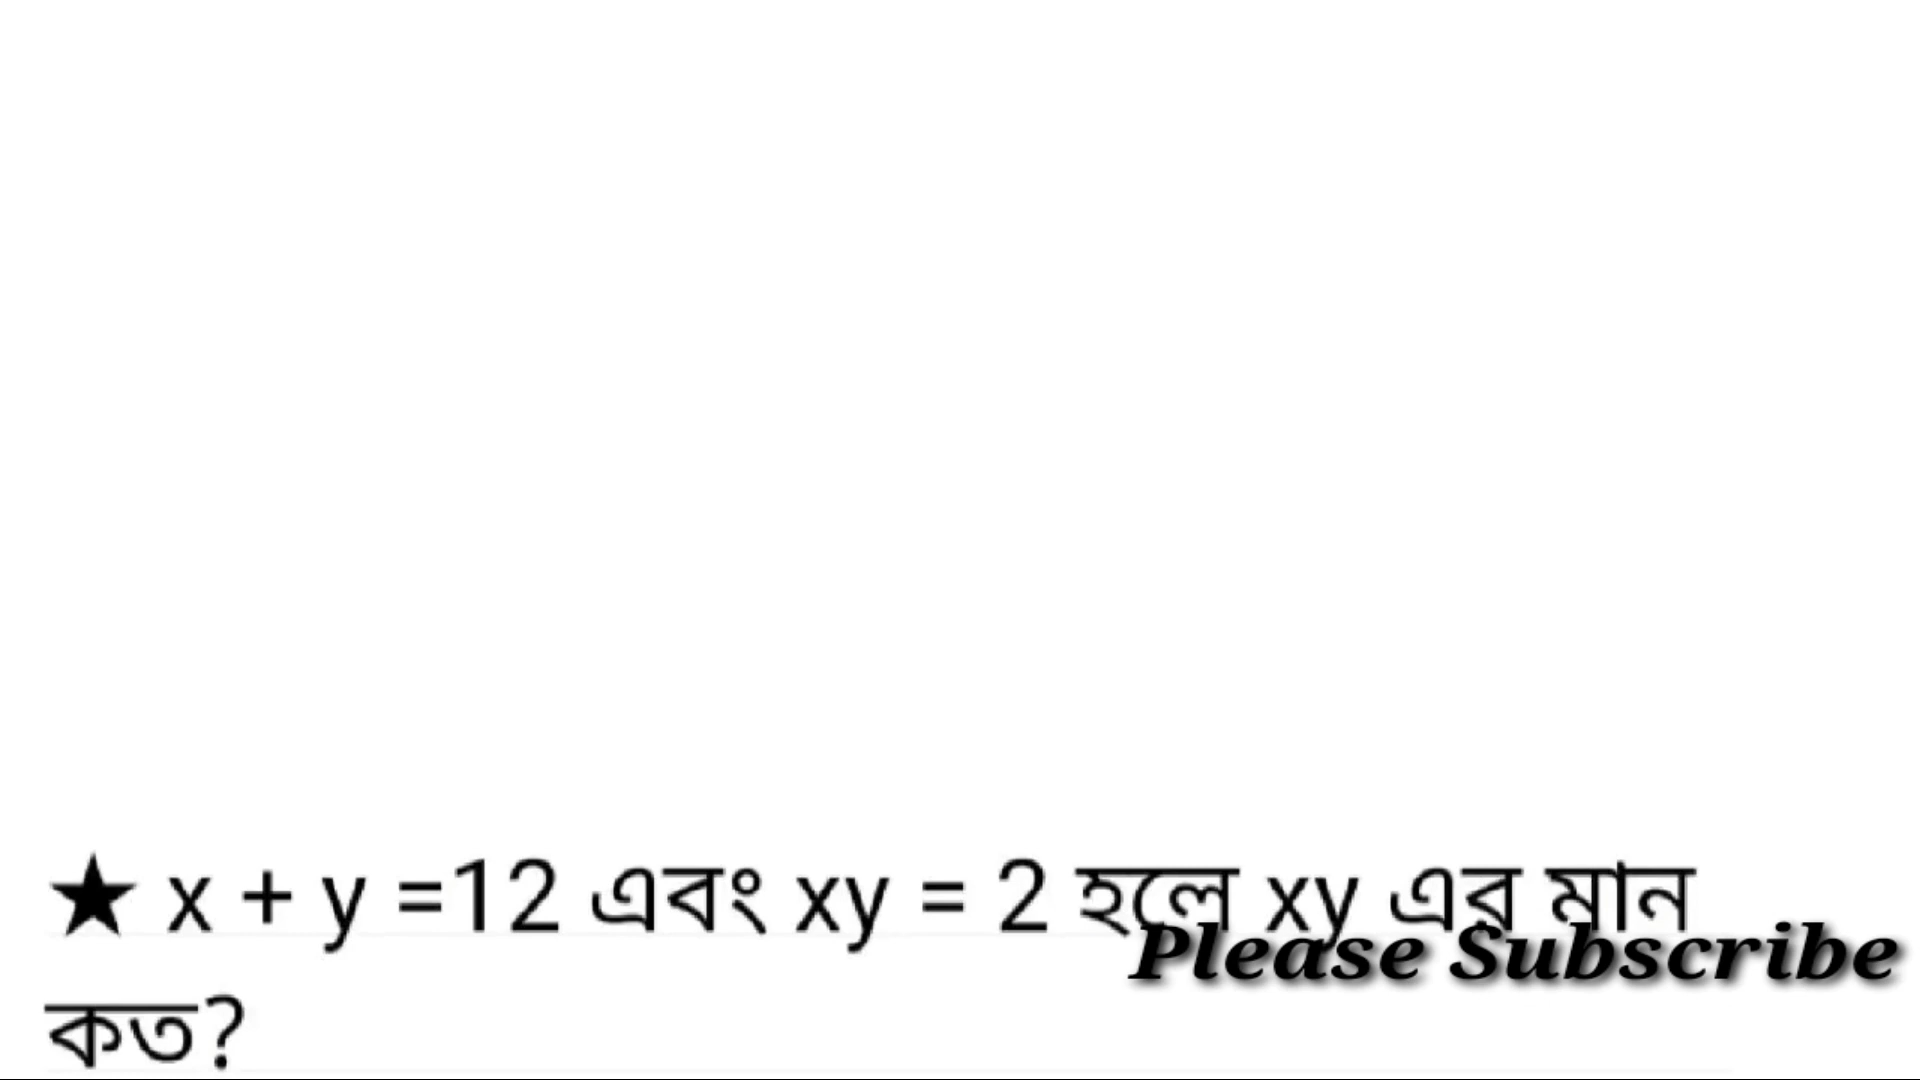 ★ x + y =12 এবং xy = 2 হলে xy এর মান
Please Subscribe
কত?